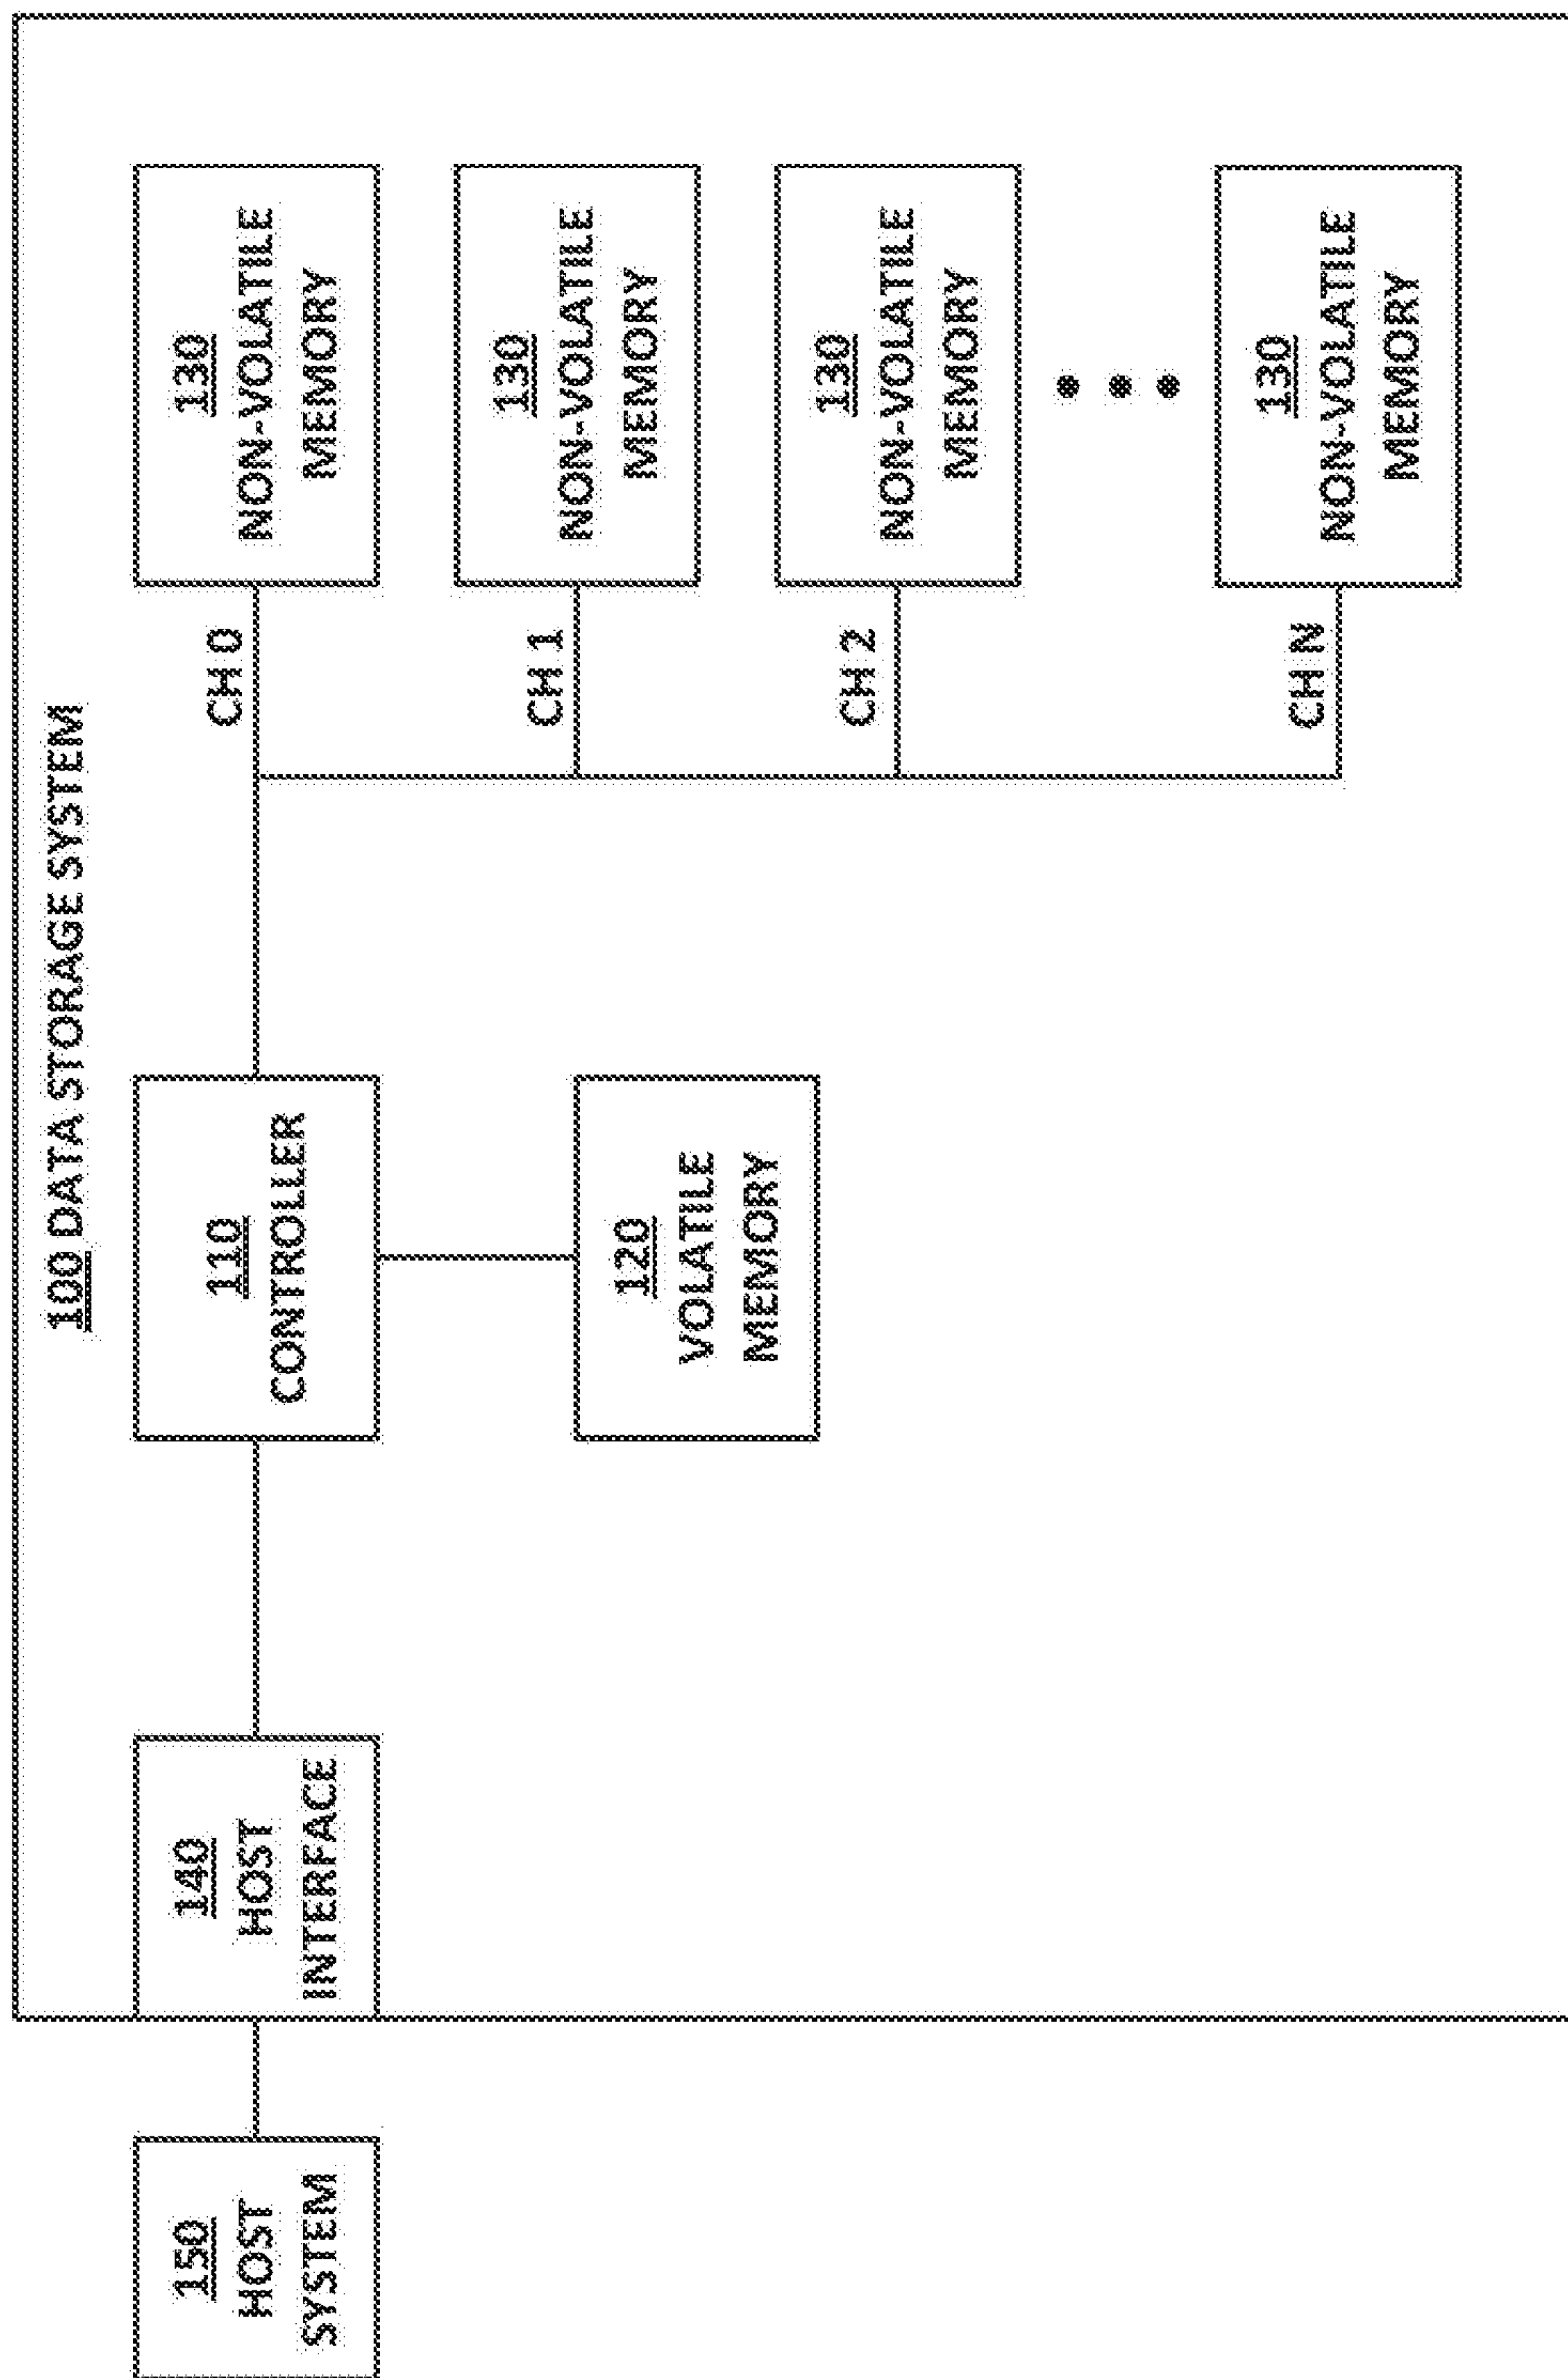 100 DATA STORAGE SYSTEM
150
HOST
SYSTEM
140
HOST
INTERFACE
110
CONTROLLER
120
VOLATILE
MEMORY
CH 0
130
NON-VOLATILE
MEMORY
CH 1
130
NON-VOLATILE
MEMORY
CH 2
130
NON-VOLATILE
MEMORY
CH N
130
NON-VOLATILE
MEMORY